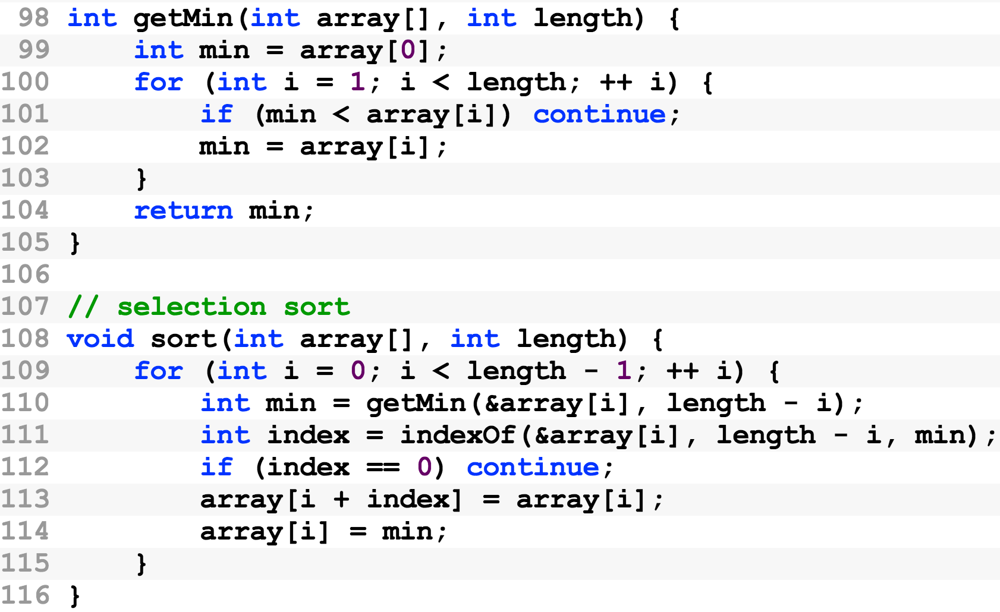 98 int getMin(int array[], int length) {
99     int min = array[0];
100     for (int i = 1; i < length; ++ i) {
101         if (min < array[i]) continue;
102         min = array[i];
103     }
104     return min;
105 }
106
107 // selection sort
108 void sort(int array[], int length) {
109     for (int i = 0; i < length - 1; ++ i) {
110         int min = getMin(&array[i], length - i);
111         int index = indexOf(&array[i], length - i, min);
112         if (index == 0) continue;
113         array[i + index] = array[i];
114         array[i] = min;
115     }
116 }